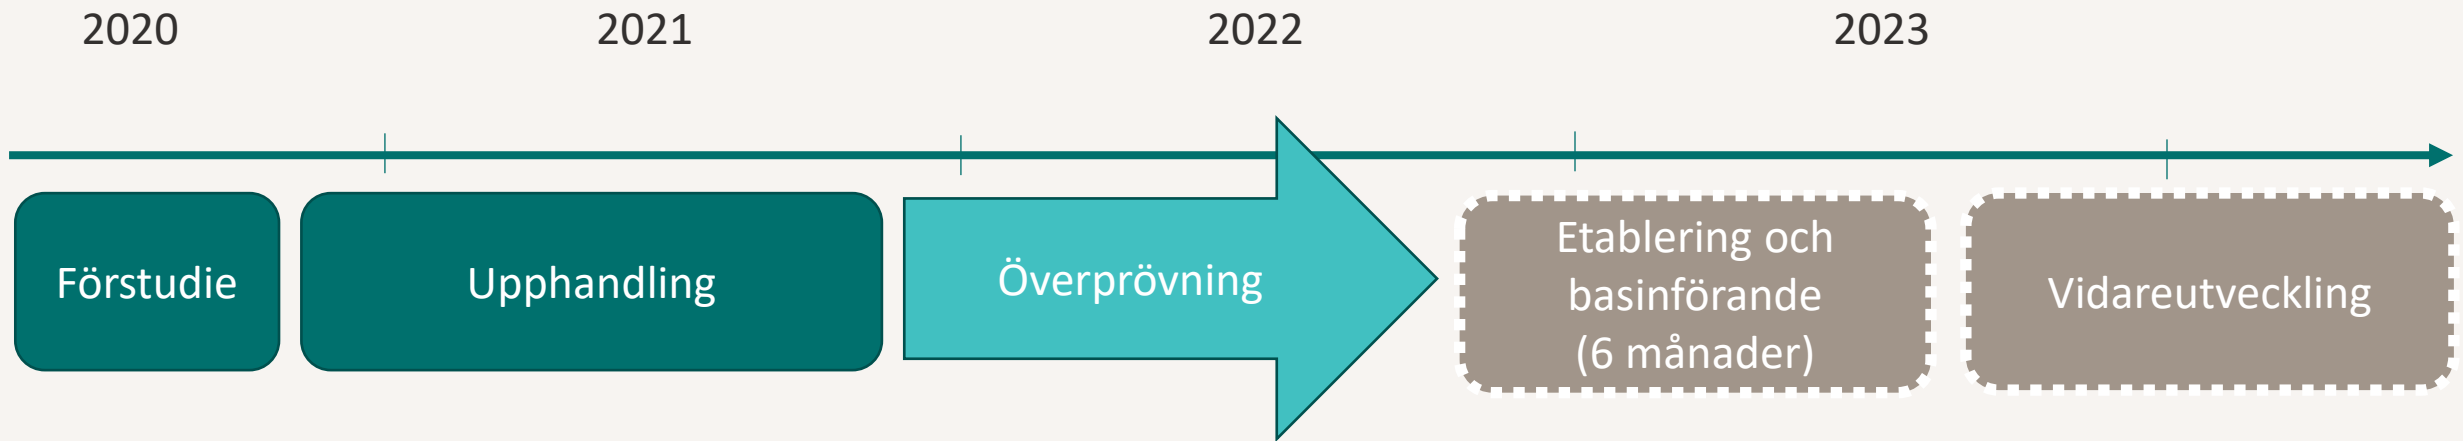 2020
2021
2022
2023
Förstudie
Upphandling
Överprövning
Etablering och
basinförande
(6 månader)
Vidareutveckling